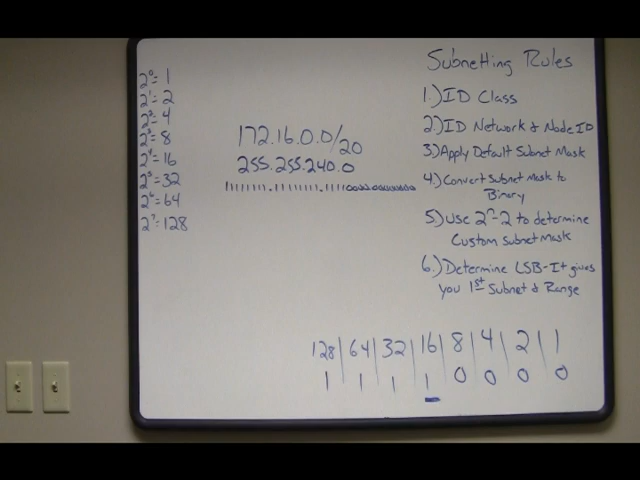 2⁰= 1
2¹= 2
2²= 4
2³= 8
2⁴= 16
2⁵= 32
2⁶= 64
2⁷= 128
172.16.0.0/20
255.255.240.0
11111111.11111111.11110000.00000000
Subnetting Rules
1.) ID Class
2.) ID Network & Node ID
3) Apply Default Subnet Mask
4.) Convert Subnet Mask to
Binary
5) Use 2ⁿ-2 to determine
Custom Subnet Mask
6.) Determine LSB-It gives
you 1st Subnet & Range
128 | 64 | 32 | 16 | 8 | 4 | 2 | 1
1 1 1 1 0 0 0 0